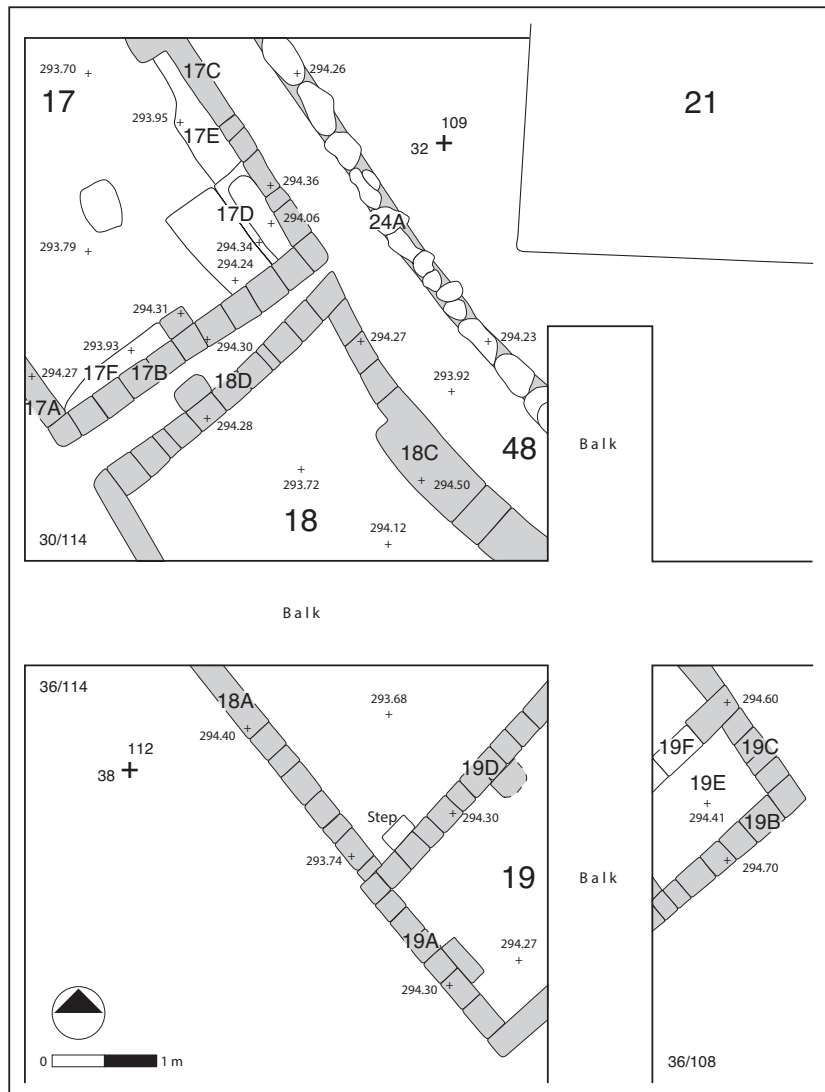 293.70
17C
294.26
17
21
293.95
17E
109
32
294.36
17D
294.06
24A
294.34
293.79
294.24
294.31
294.30
294.27
294.23
293.93
17F 17B
294.27
17A
18D
293.92
294.28
18C
48
Balk
294.50
293.72
18
294.12
30/114
Balk
36/114
18A
293.68
294.60
294.40
112
38
19D
19F
19C
19E
Step
294.30
294.41
19B
293.74
294.70
19
Balk
19A
294.27
294.30
0 1 m
36/108